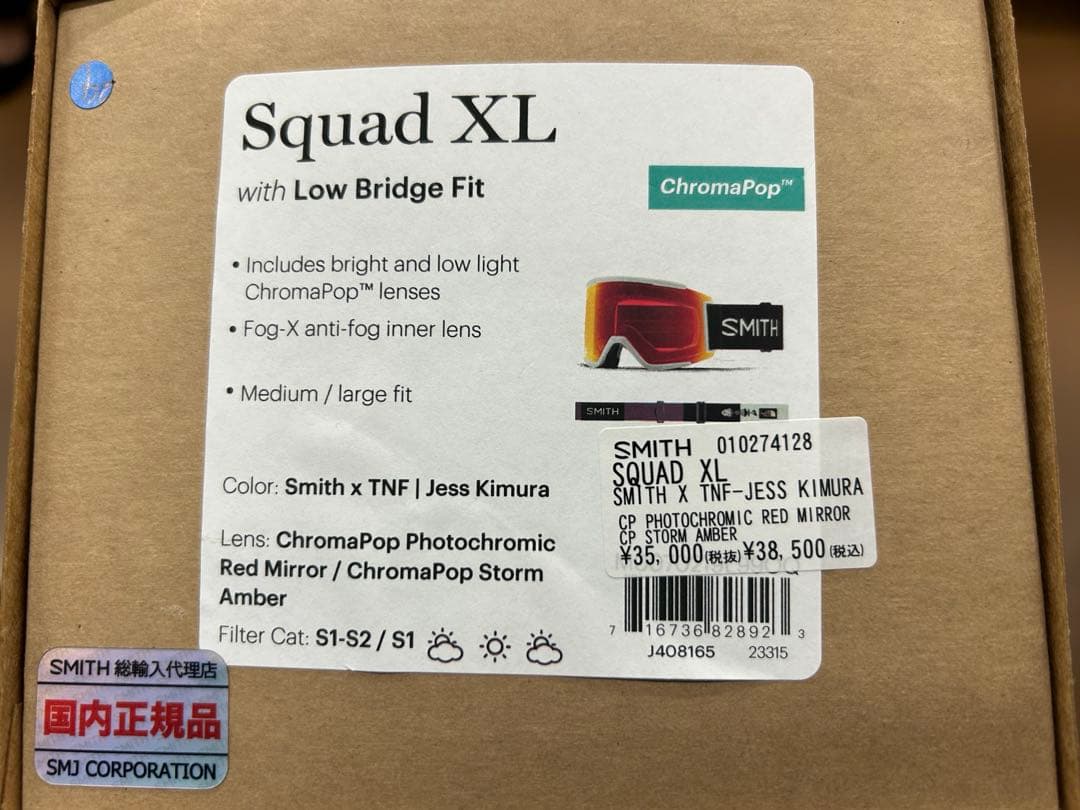 Squad XL
with Low Bridge Fit
ChromaPop™
• Includes bright and low light
ChromaPop™ lenses
• Fog-X anti-fog inner lens
• Medium / large fit
SMITH
SMITH
Color: Smith x TNF | Jess Kimura
Lens: ChromaPop Photochromic
Red Mirror / ChromaPop Storm
Amber
Filter Cat: S1-S2 / S1
SMITH 010274128
SQUAD XL
SMITH X TNF-JESS KIMURA
CP PHOTOCHROMIC RED MIRROR
CP STORM AMBER
¥35,000(税抜)¥38,500(税込)
7 16736 82892 3
J408165 23315
SMITH 総輸入代理店
国内正規品
SMJ CORPORATION